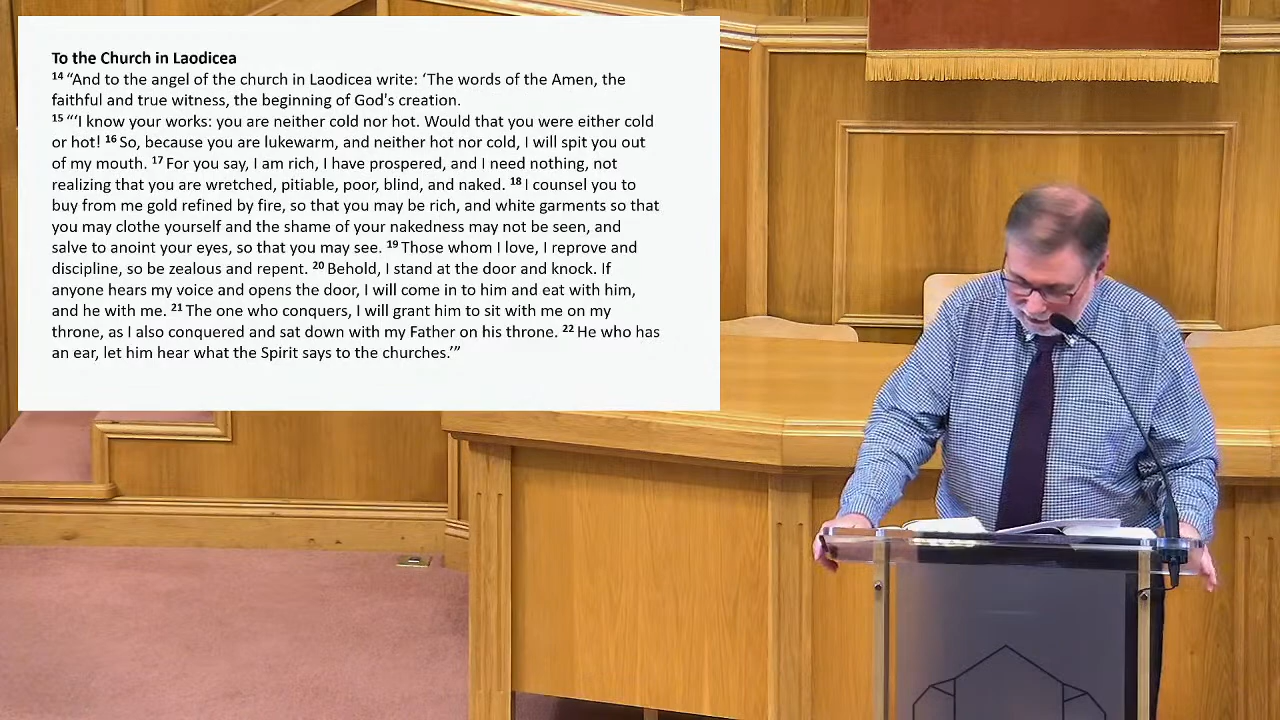 To the Church in Laodicea
14 “And to the angel of the church in Laodicea write: ‘The words of the Amen, the
faithful and true witness, the beginning of God's creation.
15 “‘I know your works: you are neither cold nor hot. Would that you were either cold
or hot! 16 So, because you are lukewarm, and neither hot nor cold, I will spit you out
of my mouth. 17 For you say, I am rich, I have prospered, and I need nothing, not
realizing that you are wretched, pitiable, poor, blind, and naked. 18 I counsel you to
buy from me gold refined by fire, so that you may be rich, and white garments so that
you may clothe yourself and the shame of your nakedness may not be seen, and
salve to anoint your eyes, so that you may see. 19 Those whom I love, I reprove and
discipline, so be zealous and repent. 20 Behold, I stand at the door and knock. If
anyone hears my voice and opens the door, I will come in to him and eat with him,
and he with me. 21 The one who conquers, I will grant him to sit with me on my
throne, as I also conquered and sat down with my Father on his throne. 22 He who has
an ear, let him hear what the Spirit says to the churches.’”